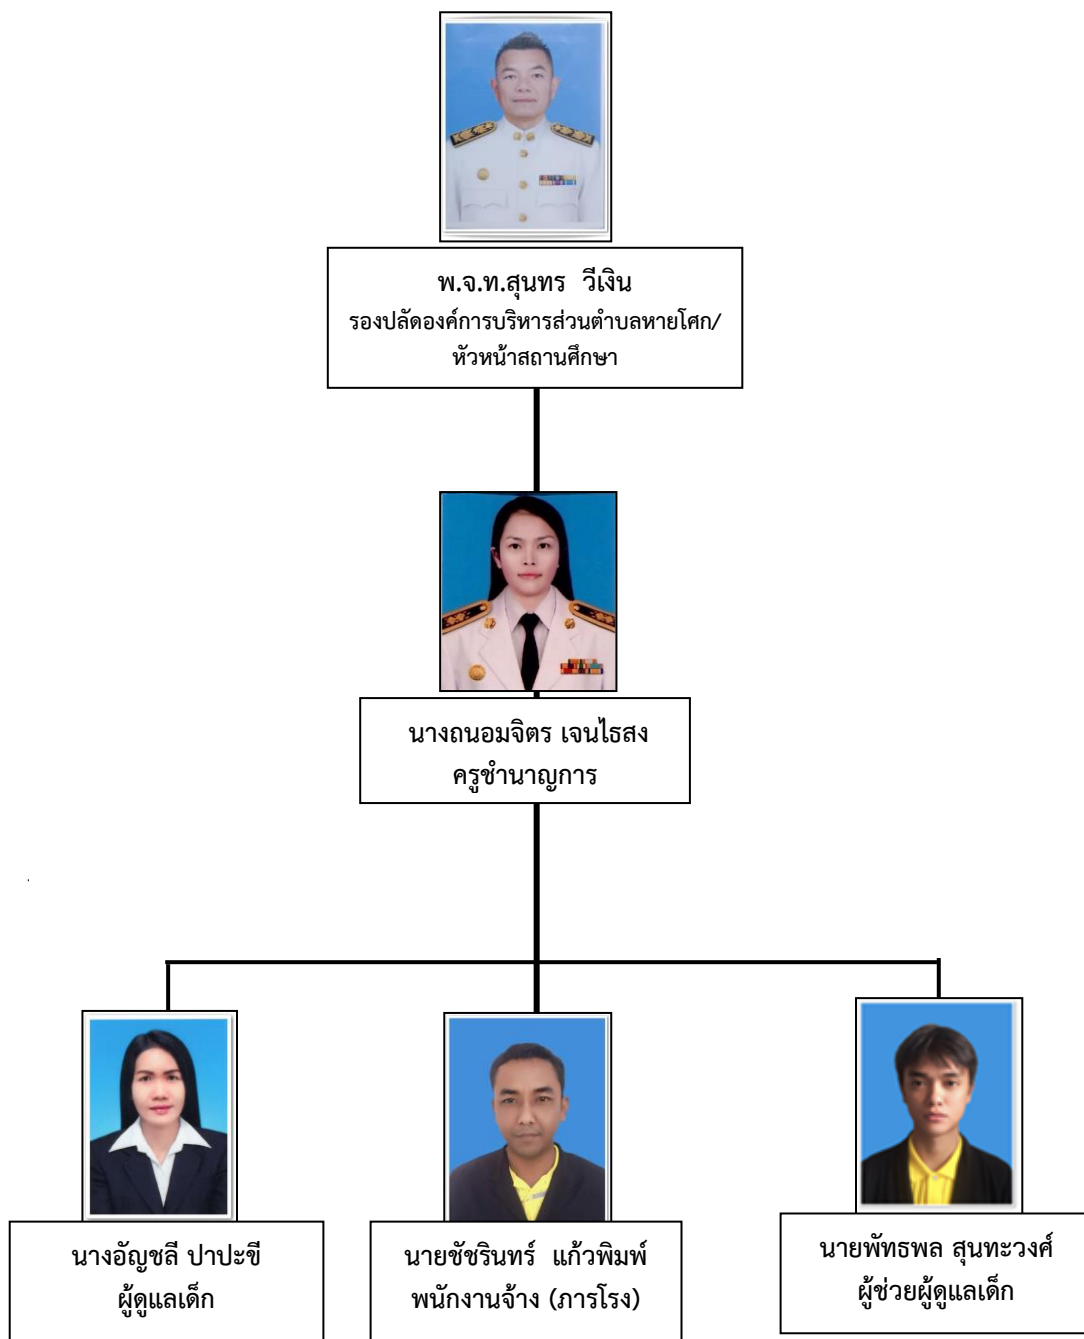 พ.จ.ท.สุนทร วีเงิน
รองปลัดองค์การบริหารส่วนตำบลหายโศก/
หัวหน้าสถานศึกษา
นางถนอมจิตร เจนไธสง
ครูชำนาญการ
นางอัญชลี ปาปะขี
ผู้ดูแลเด็ก
นายชัชรินทร์ แก้วพิมพ์
พนักงานจ้าง (ภารโรง)
นายพัทธพล สุนทะวงศ์
ผู้ช่วยผู้ดูแลเด็ก